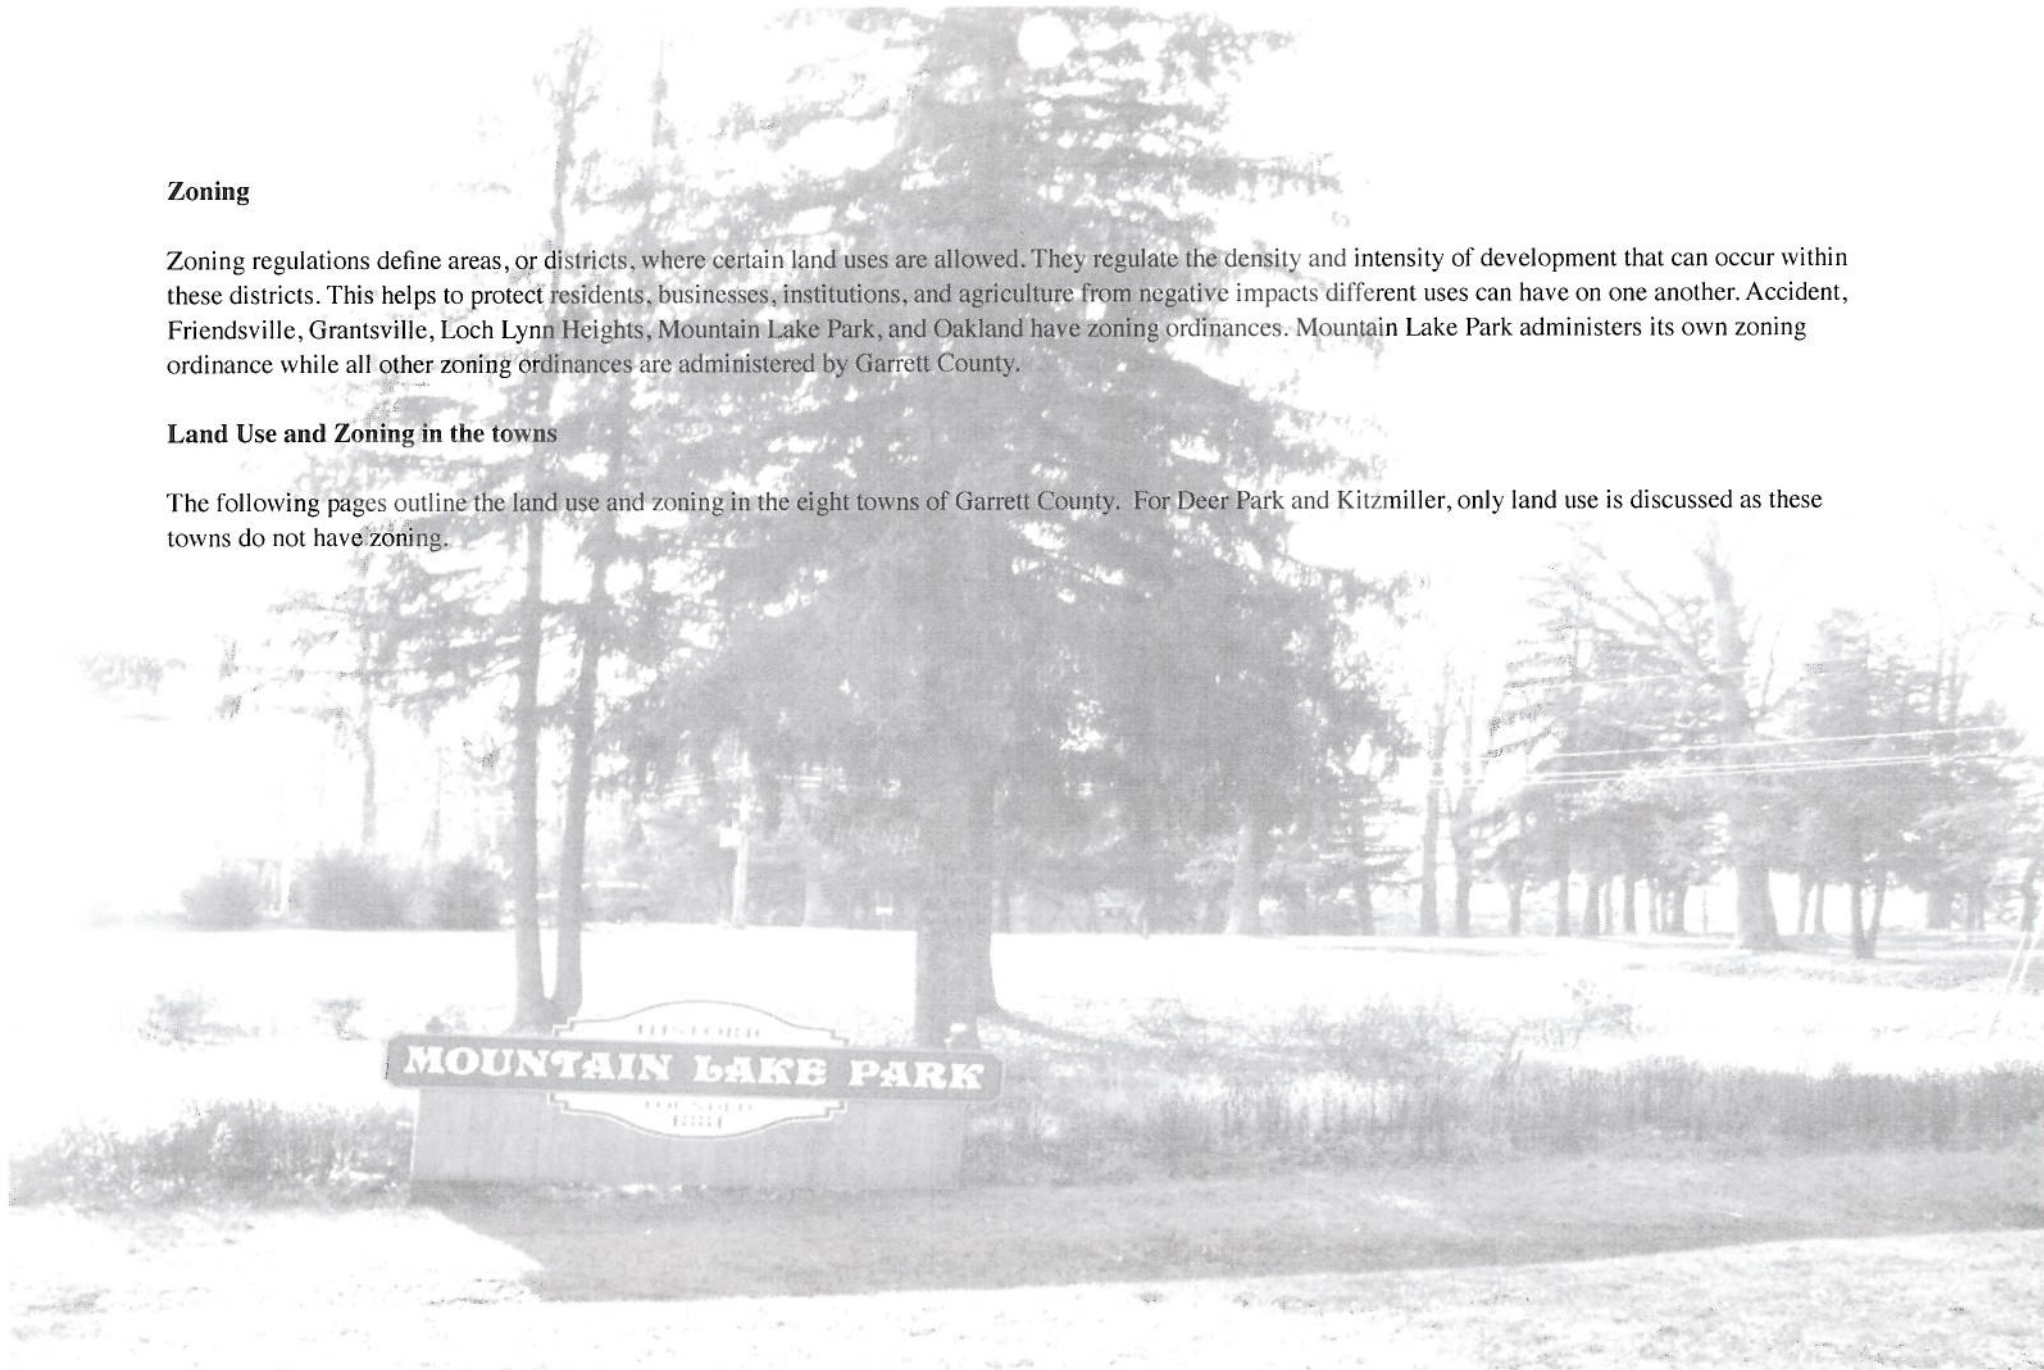 Zoning
Zoning regulations define areas, or districts, where certain land uses are allowed. They regulate the density and intensity of development that can occur within
these districts. This helps to protect residents, businesses, institutions, and agriculture from negative impacts different uses can have on one another. Accident,
Friendsville, Grantsville, Loch Lynn Heights, Mountain Lake Park, and Oakland have zoning ordinances. Mountain Lake Park administers its own zoning
ordinance while all other zoning ordinances are administered by Garrett County.
Land Use and Zoning in the towns
The following pages outline the land use and zoning in the eight towns of Garrett County. For Deer Park and Kitzmiller, only land use is discussed as these
towns do not have zoning.
HISTORIC
MOUNTAIN LAKE PARK
FOUNDED
1881